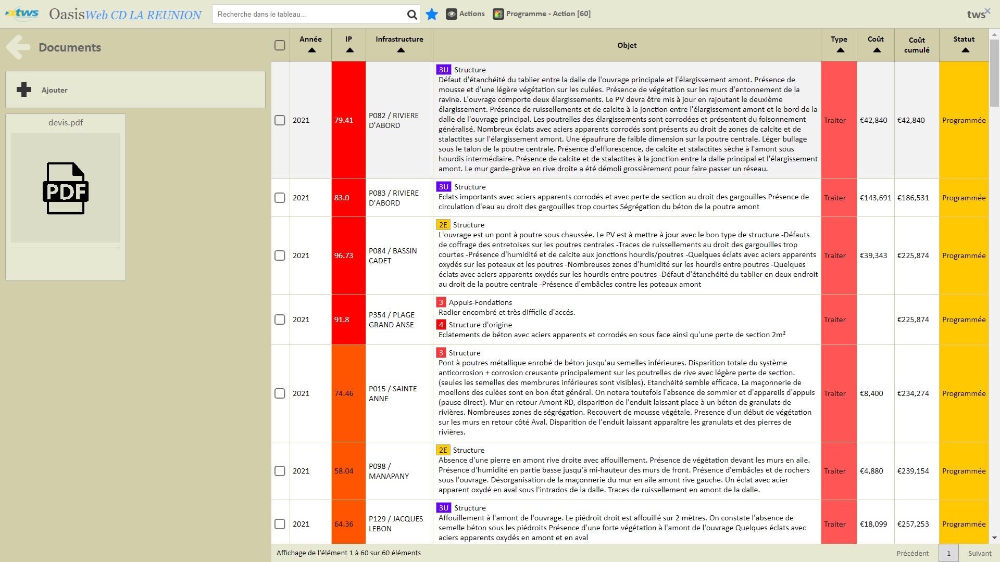 tws OasisWeb CD LA REUNION
Recherche dans le tableau...
Actions
Programme - Action [60]
tws
Documents
Ajouter
devis.pdf
PDF
Année
IP
Infrastructure
Objet
Type
Coût
Coût
cumulé
Statut
2021
79.41
P082 / RIVIERE
D'ABORD
3U Structure
Défaut d'étanchéité du tablier entre la dalle de l'ouvrage principale et l'élargissement amont. Présence de
mousse et d'une légère végétation sur les culées. Présence de végétation sur les murs d'entonnement de la
ravine. L'ouvrage comporte deux élargissements. Le PV devra être mis à jour en rajoutant le deuxième
élargissement. Présence de ruissellements et de calcite à la jonction entre l'élargissement amont et le bord de la
dalle de l'ouvrage principal. Les poutrelles des élargissements sont corrodées et présentent du foisonnement
généralisé. Nombreux éclats avec aciers apparents corrodés sont présents au droit de zones de calcite et de
stalactites sur l'élargissement amont. Une épaufrure de faible dimension sur la poutre centrale. Léger bullage
sous le talon de la poutre centrale. Présence d'efflorescence, de calcite et stalactites sèche à l'amont sous
hourdis intermédiaire. Présence de calcite et de stalactites à la jonction entre la dalle principal et l'élargissement
amont. Le mur garde-grève en rive droite a été démoli grossièrement pour faire passer un réseau.
Traiter
€42,840
€42,840
Programmée
2021
83.0
P083 / RIVIERE
D'ABORD
3U Structure
Eclats importants avec aciers apparents corrodés et avec perte de section au droit des gargouilles Présence de
circulation d'eau au droit des gargouilles trop courtes Ségrégation du béton de la poutre amont
Traiter
€143,691
€186,531
Programmée
2021
96.73
P084 / BASSIN
CADET
2E Structure
L'ouvrage est un pont à poutre sous chaussée. Le PV est à mettre à jour avec le bon type de structure -Défauts
de coffrage des entretoises sur les poutres centrales -Traces de ruissellements au droit des gargouilles trop
courtes -Présence d'humidité et de calcite aux jonctions hourdis/poutres -Quelques éclats avec aciers apparents
oxydés sur les poteaux et les poutres -Nombreuses zones d'humidité sur les hourdis entre poutres -Quelques
éclats avec aciers apparents oxydés sur les hourdis entre poutres -Défaut d'étanchéité du tablier en deux endroit
au droit de la poutre centrale -Présence d'embâcles contre les poteaux amont
Traiter
€39,343
€225,874
Programmée
2021
91.8
P354 / PLAGE
GRAND ANSE
3 Appuis-Fondations
Radier encombré et très difficile d'accés.
4 Structure d'origine
Eclatements de béton avec aciers apparents et corrodés en sous face ainsi qu'une perte de section 2m²
Traiter
€225,874
Programmée
2021
74.46
P015 / SAINTE
ANNE
3 Structure
Pont à poutres métallique enrobé de béton jusqu'au semelles inférieures. Disparition totale du système
anticorrosion + corrosion creusante principalement sur les poutrelles de rive avec légère perte de section.
(seules les semelles des membrures inférieures sont visibles). Etanchéité semble efficace. La maçonnerie de
moellons des culées sont en bon état général. On notera toutefois l'absence de sommier et d'appareils d'appuis
(pause direct). Mur en retour Amont RD, disparition de l'enduit laissant place à un béton de granulats de
rivières. Nombreuses zones de ségrégation. Recouvert de mousse végétale. Presence d'un début de végétation
sur les murs en retour côté Aval. Disparition de l'enduit laissant apparaître les granulats et des pierres de
rivières.
Traiter
€8,400
€234,274
Programmée
2021
58.04
P098 /
MANAPANY
2E Structure
Absence d'une pierre en amont rive droite avec affouillement. Présence de végétation devant les murs en aile.
Présence d'humidité en partie basse jusqu'à mi-hauteur des murs de front. Présence d'embâcles et de rochers
sous l'ouvrage. Désorganisation de la maçonnerie du mur en aile amont rive gauche. Un éclat avec acier
apparent oxydé en aval sous l'intrados de la dalle. Traces de ruissellement en amont de la dalle.
Traiter
€4,880
€239,154
Programmée
2021
64.36
P129 / JACQUES
LEBON
3U Structure
Affouillement à l'amont de l'ouvrage. Le piédroit droit est affouillé sur 2 mètres. On constate l'absence de
semelle béton sous les piédroits Présence d'une forte végétation à l'amont de l'ouvrage Quelques éclats avec
aciers apparents oxydés en amont et en aval
Traiter
€18,099
€257,253
Programmée
Affichage de l'élément 1 à 60 sur 60 éléments
Précédent
1
Suivant